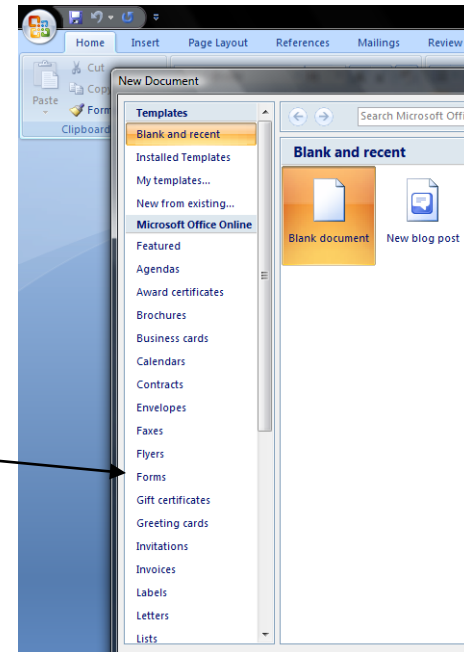 Home Insert Page Layout References Mailings Review
Cut
Paste
Clipboard
New Document
Templates
Blank and recent
Installed Templates
My templates...
New from existing...
Microsoft Office Online
Featured
Agendas
Award certificates
Brochures
Business cards
Calendars
Contracts
Envelopes
Faxes
Flyers
Forms
Gift certificates
Greeting cards
Invitations
Invoices
Labels
Letters
Lists
Search Microsoft Offi
Blank and recent
Blank document New blog post